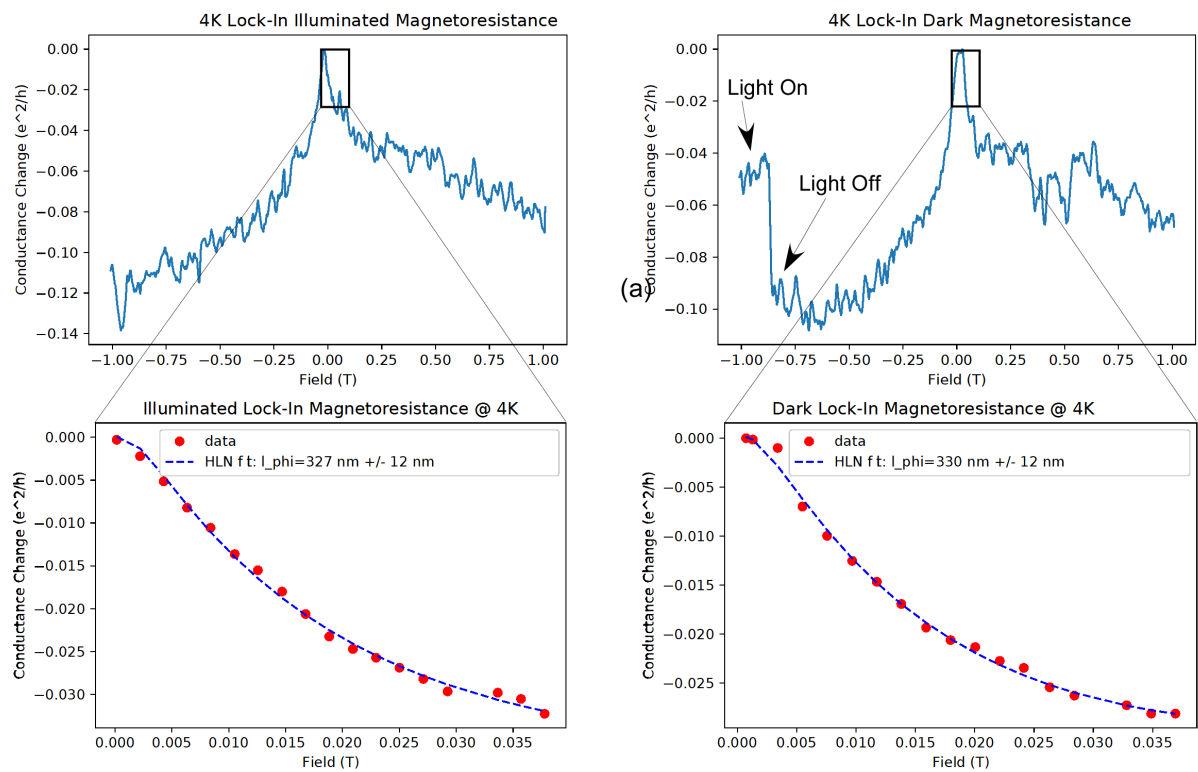 4K Lock-In Illuminated Magnetoresistance
0.00
−0.02
−0.04
−0.06
−0.08
−0.10
−0.12
−0.14
Conductance Change (e^2/h)
−1.00 −0.75 −0.50 −0.25 0.00 0.25 0.50 0.75 1.00
Field (T)
4K Lock-In Dark Magnetoresistance
0.00
−0.02
−0.04
−0.06
−0.08
−0.10
Conductance Change (e^2/h)
Light On
Light Off
(a)
−1.00 −0.75 −0.50 −0.25 0.00 0.25 0.50 0.75 1.00
Field (T)
Illuminated Lock-In Magnetoresistance @ 4K
data
HLN f t: l_phi=327 nm +/- 12 nm
0.000
−0.005
−0.010
−0.015
−0.020
−0.025
−0.030
Conductance Change (e^2/h)
0.000 0.005 0.010 0.015 0.020 0.025 0.030 0.035
Field (T)
Dark Lock-In Magnetoresistance @ 4K
data
HLN f t: l_phi=330 nm +/- 12 nm
0.000
−0.005
−0.010
−0.015
−0.020
−0.025
Conductance Change (e^2/h)
0.000 0.005 0.010 0.015 0.020 0.025 0.030 0.035
Field (T)